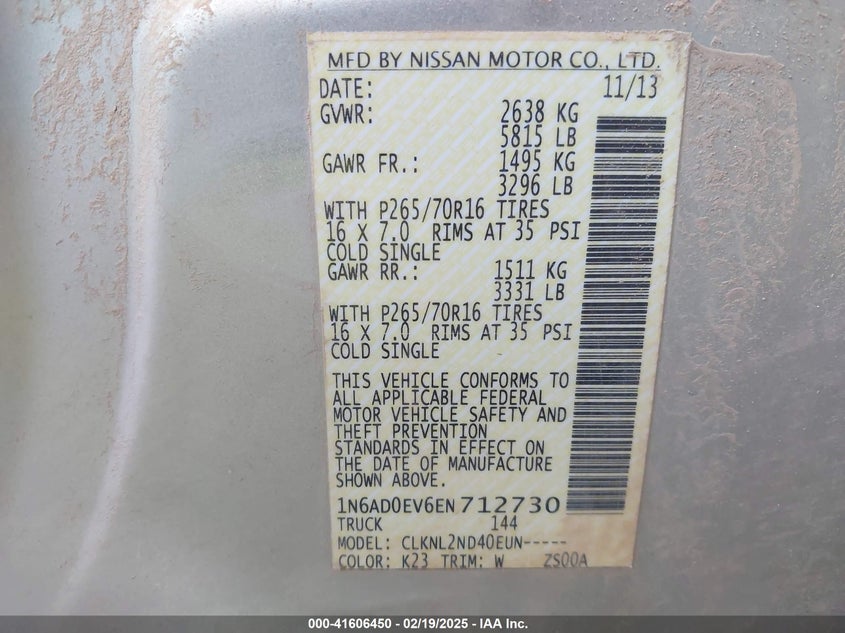 MFD BY NISSAN MOTOR CO., LTD.
DATE: 11/13
GVWR: 2638 KG
5815 LB
GAWR FR.: 1495 KG
3296 LB
WITH P265/70R16 TIRES
16 X 7.0 RIMS AT 35 PSI
COLD SINGLE
GAWR RR.: 1511 KG
3331 LB
WITH P265/70R16 TIRES
16 X 7.0 RIMS AT 35 PSI
COLD SINGLE
THIS VEHICLE CONFORMS TO
ALL APPLICABLE FEDERAL
MOTOR VEHICLE SAFETY AND
THEFT PREVENTION
STANDARDS IN EFFECT ON
THE DATE OF MANUFACTURE
SHOWN ABOVE.
1N6AD0EV6EN712730
TRUCK 144
MODEL: CLKNL2ND40EUN-----
COLOR: K23 TRIM: W ZS00A
000-41606450 - 02/19/2025 - IAA Inc.